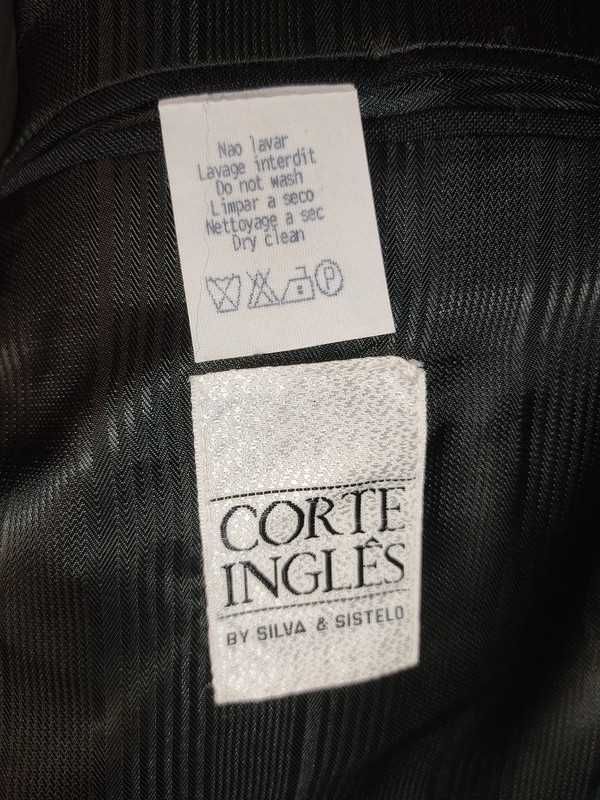 Nao lavar
Lavage interdit
Do not wash
Limpar a seco
Nettoyage a sec
Dry clean
P
CORTE
INGLÊS
BY SILVA & SISTELO